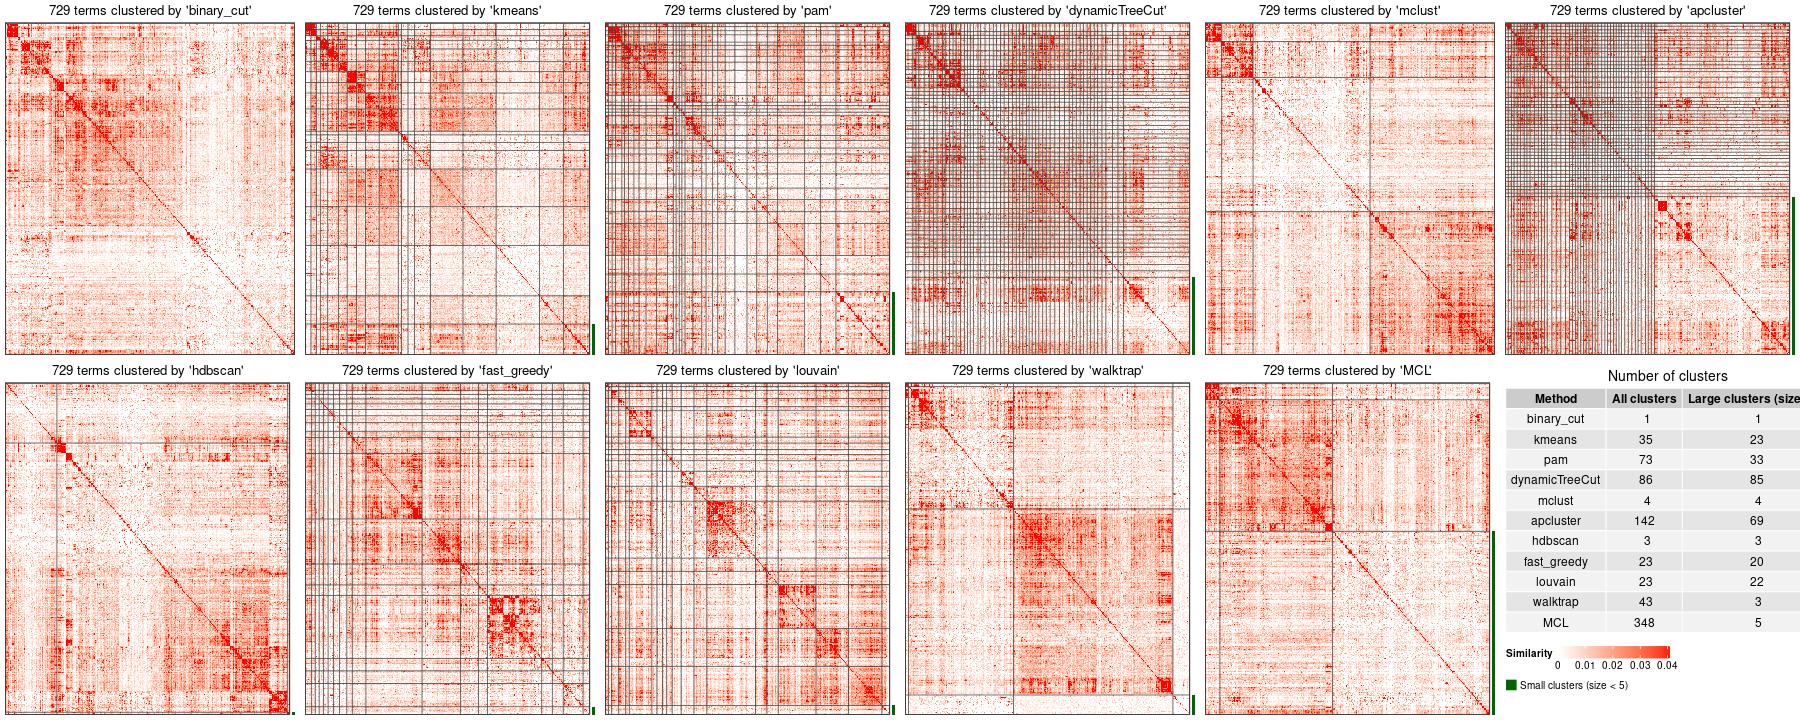 729 terms clustered by 'binary_cut'
729 terms clustered by 'kmeans'
729 terms clustered by 'pam'
729 terms clustered by 'dynamicTreeCut'
729 terms clustered by 'mclust'
729 terms clustered by 'apcluster'
729 terms clustered by 'hdbscan'
729 terms clustered by 'fast_greedy'
729 terms clustered by 'louvain'
729 terms clustered by 'walktrap'
729 terms clustered by 'MCL'
Number of clusters
Method All clusters Large clusters (size
binary_cut 1 1
kmeans 35 23
pam 73 33
dynamicTreeCut 86 85
mclust 4 4
apcluster 142 69
hdbscan 3 3
fast_greedy 23 20
louvain 23 22
walktrap 43 3
MCL 348 5
Similarity
0 0.01 0.02 0.03 0.04
Small clusters (size < 5)